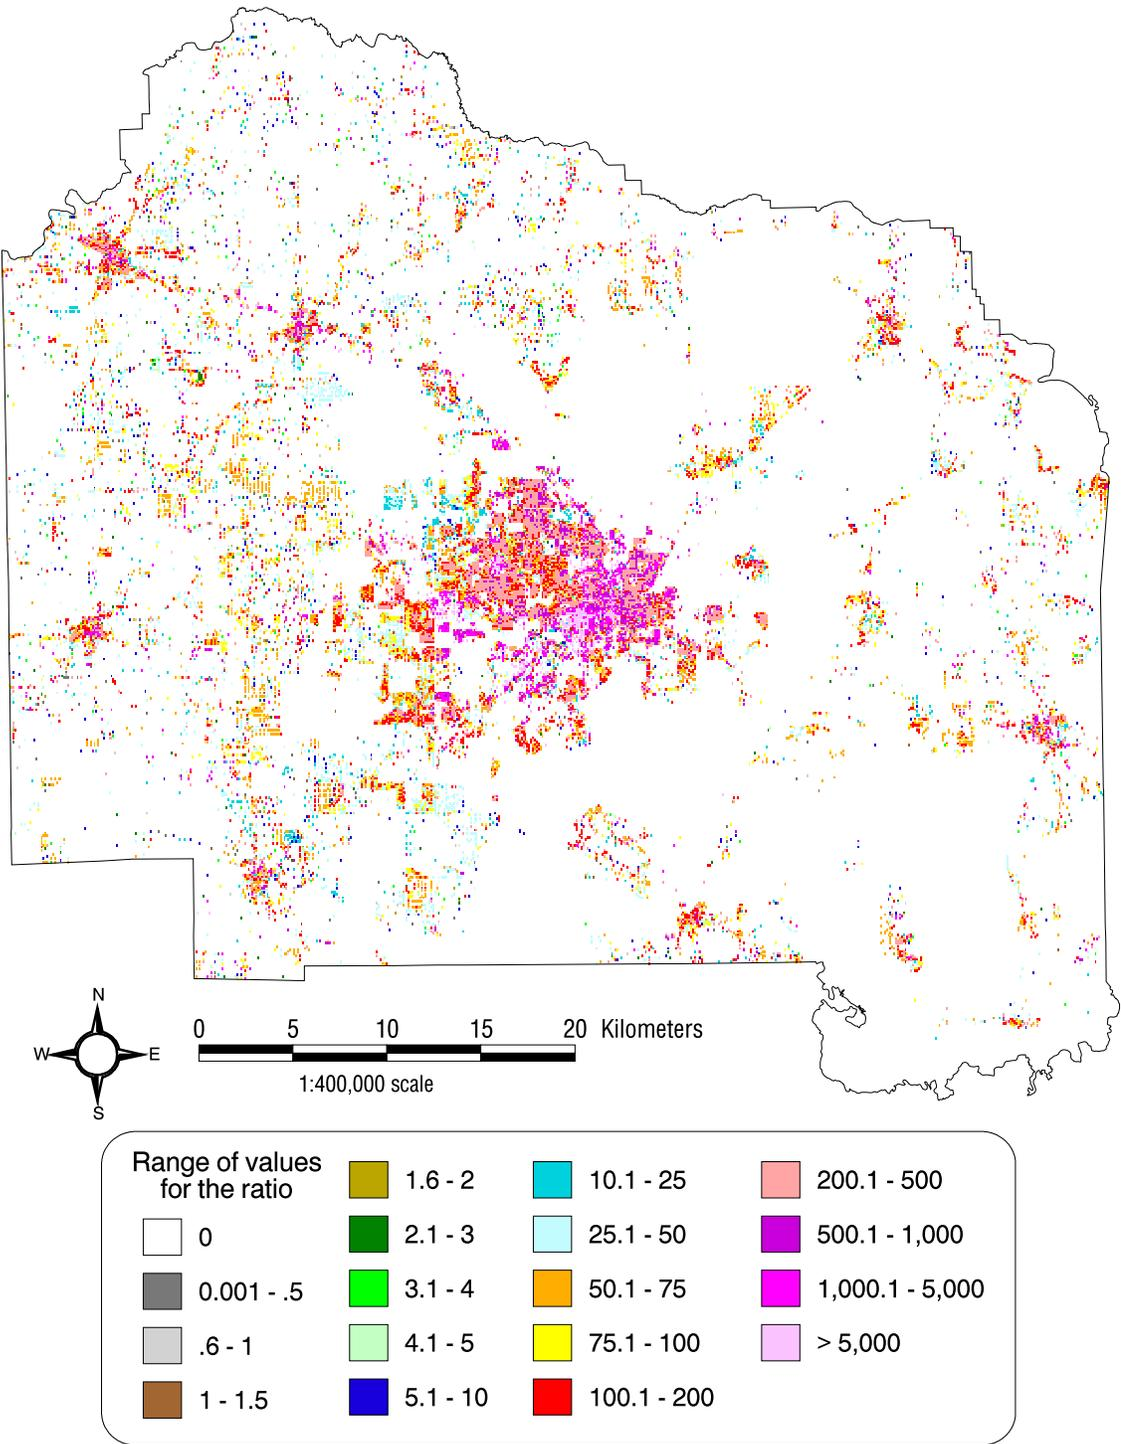 N
W E
S
0 5 10 15 20 Kilometers
1:400,000 scale
Range of values
for the ratio
0
0.001 - .5
.6 - 1
1 - 1.5
1.6 - 2
2.1 - 3
3.1 - 4
4.1 - 5
5.1 - 10
10.1 - 25
25.1 - 50
50.1 - 75
75.1 - 100
100.1 - 200
200.1 - 500
500.1 - 1,000
1,000.1 - 5,000
> 5,000